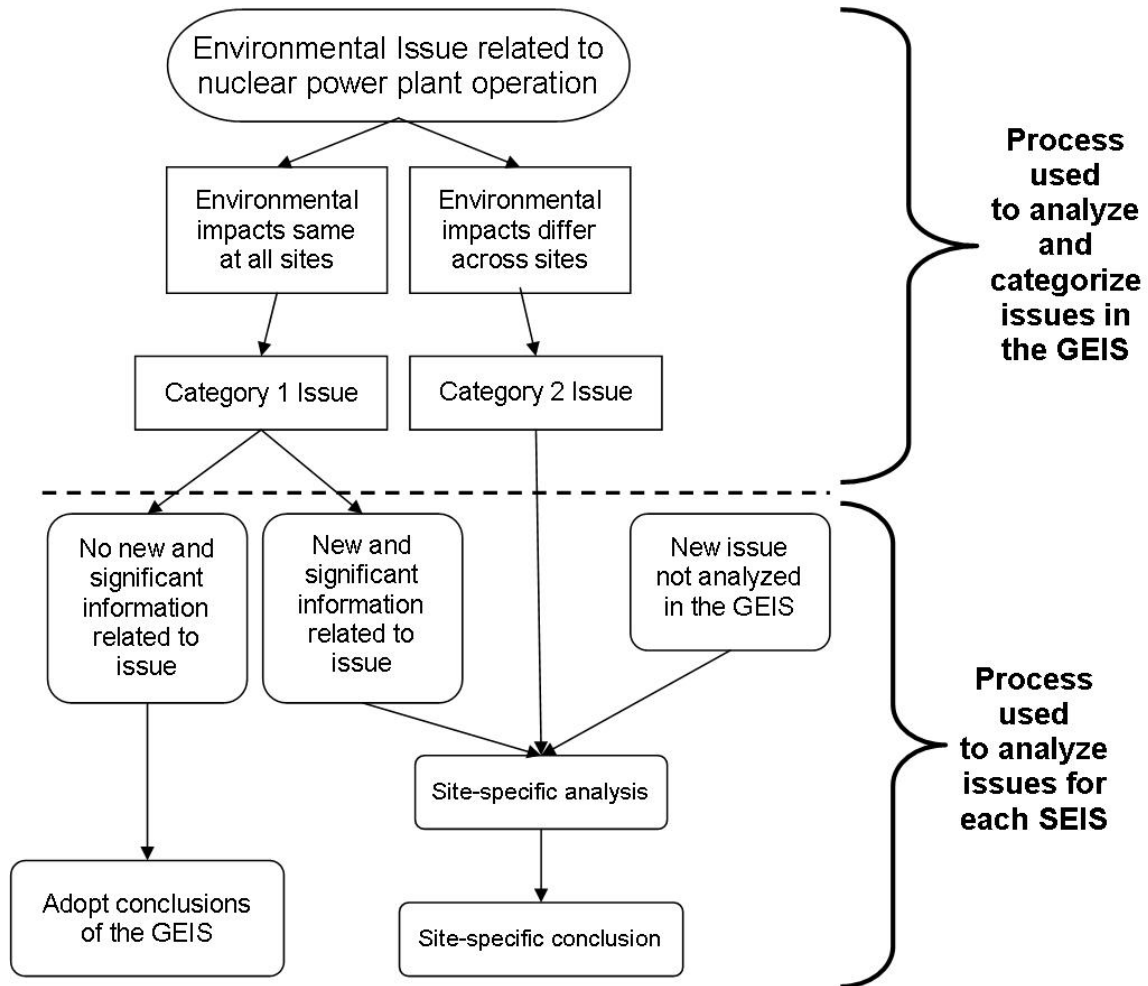 Environmental Issue related to
nuclear power plant operation
Environmental
impacts same
at all sites
Environmental
impacts differ
across sites
Process
used
to analyze
and
categorize
issues in
the GEIS
Category 1 Issue
Category 2 Issue
No new and
significant
information
related to
issue
New and
significant
information
related to
issue
New issue
not analyzed
in the GEIS
Process
used
to analyze
issues for
each SEIS
Site-specific analysis
Adopt conclusions
of the GEIS
Site-specific conclusion